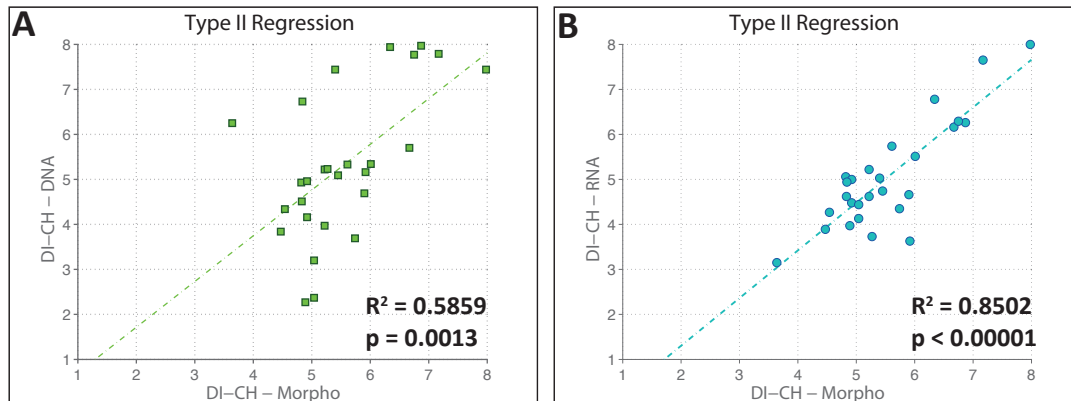 A
Type II Regression
8
7
6
5
4
3
2
1
DI–CH – DNA
R² = 0.5859
p = 0.0013
1 2 3 4 5 6 7 8
DI–CH – Morpho
B
Type II Regression
8
7
6
5
4
3
2
1
DI–CH – RNA
R² = 0.8502
p < 0.00001
1 2 3 4 5 6 7 8
DI–CH – Morpho